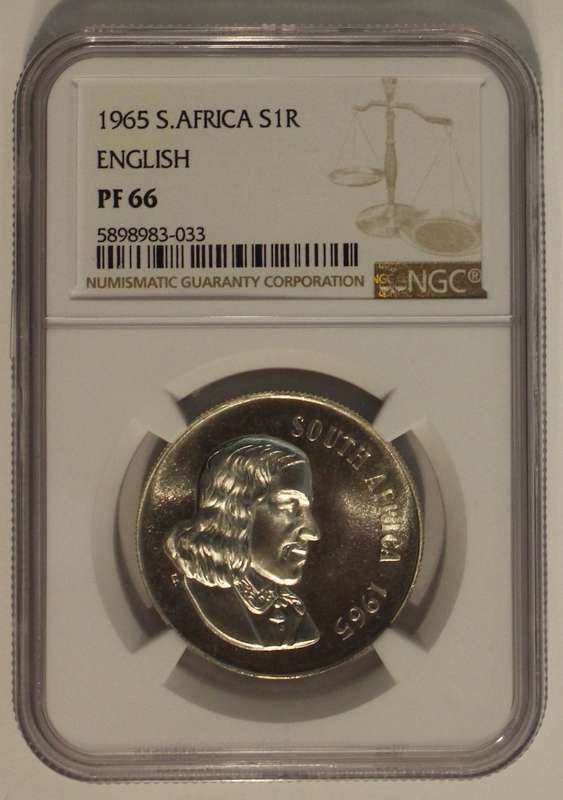 1965 S.AFRICA S1R
ENGLISH
PF 66
5898983-033
NUMISMATIC GUARANTY CORPORATION
NGC®
SOUTH AFRICA 1965